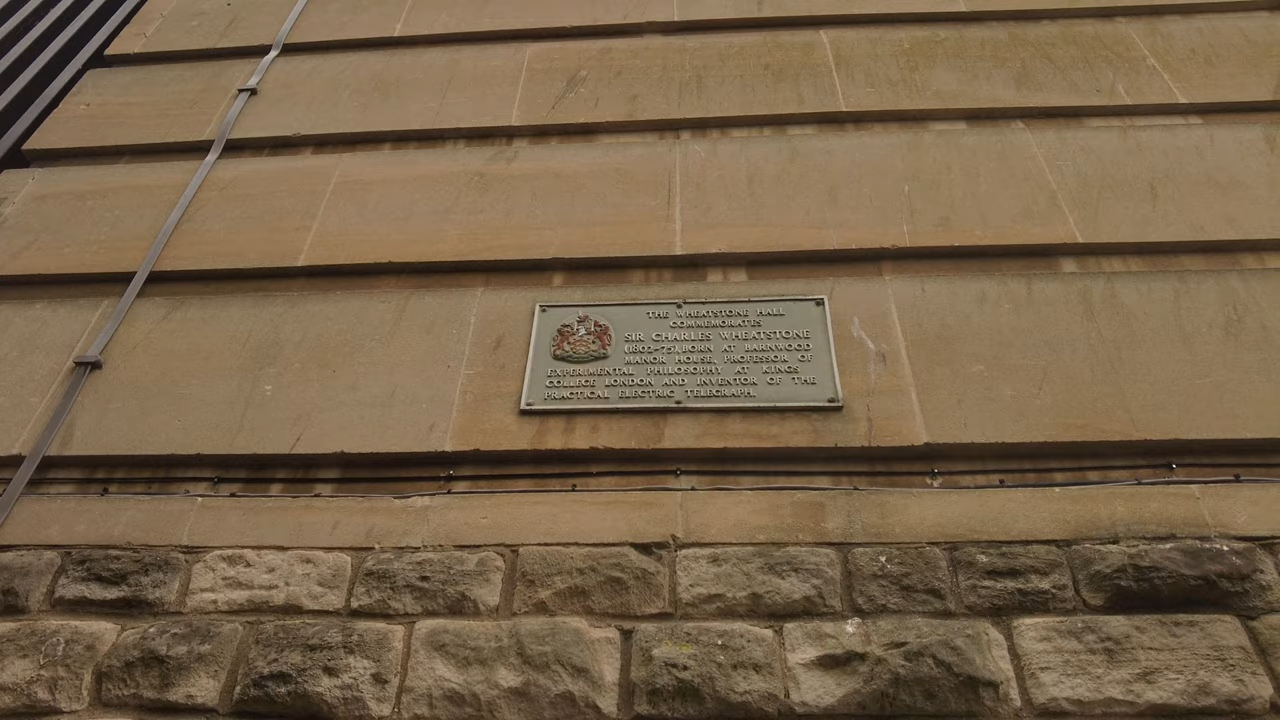 THE WHEATSTONE HALL
COMMEMORATES
SIR CHARLES WHEATSTONE
(1802-75), BORN AT BARNWOOD
MANOR HOUSE, PROFESSOR OF
EXPERIMENTAL PHILOSOPHY AT KINGS
COLLEGE LONDON AND INVENTOR OF THE
PRACTICAL ELECTRIC TELEGRAPH.